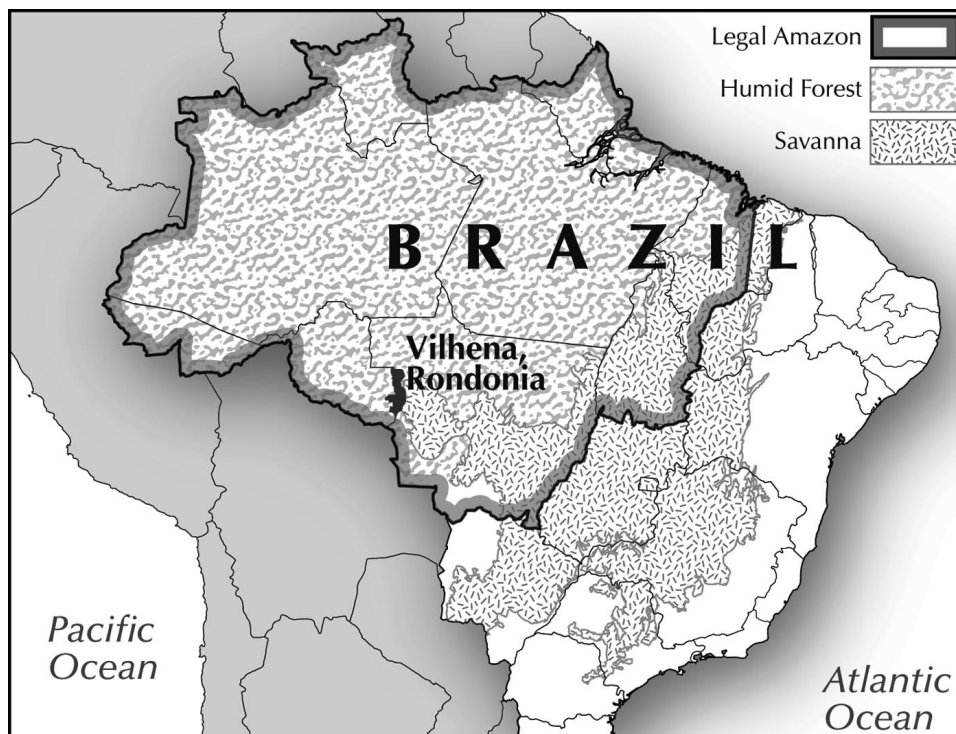 Legal Amazon
Humid Forest
Savanna
BRAZIL
Vilhena,
Rondonia
Pacific
Ocean
Atlantic
Ocean